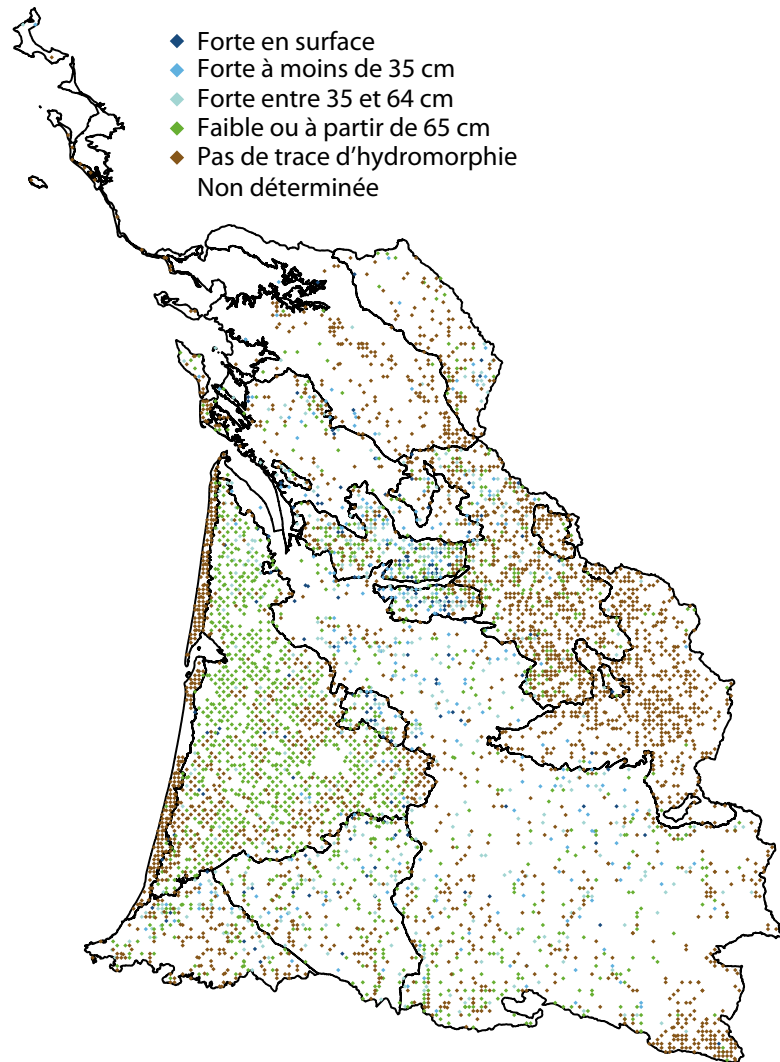 Forte en surface
Forte à moins de 35 cm
Forte entre 35 et 64 cm
Faible ou à partir de 65 cm
Pas de trace d’hydromorphie
Non déterminée